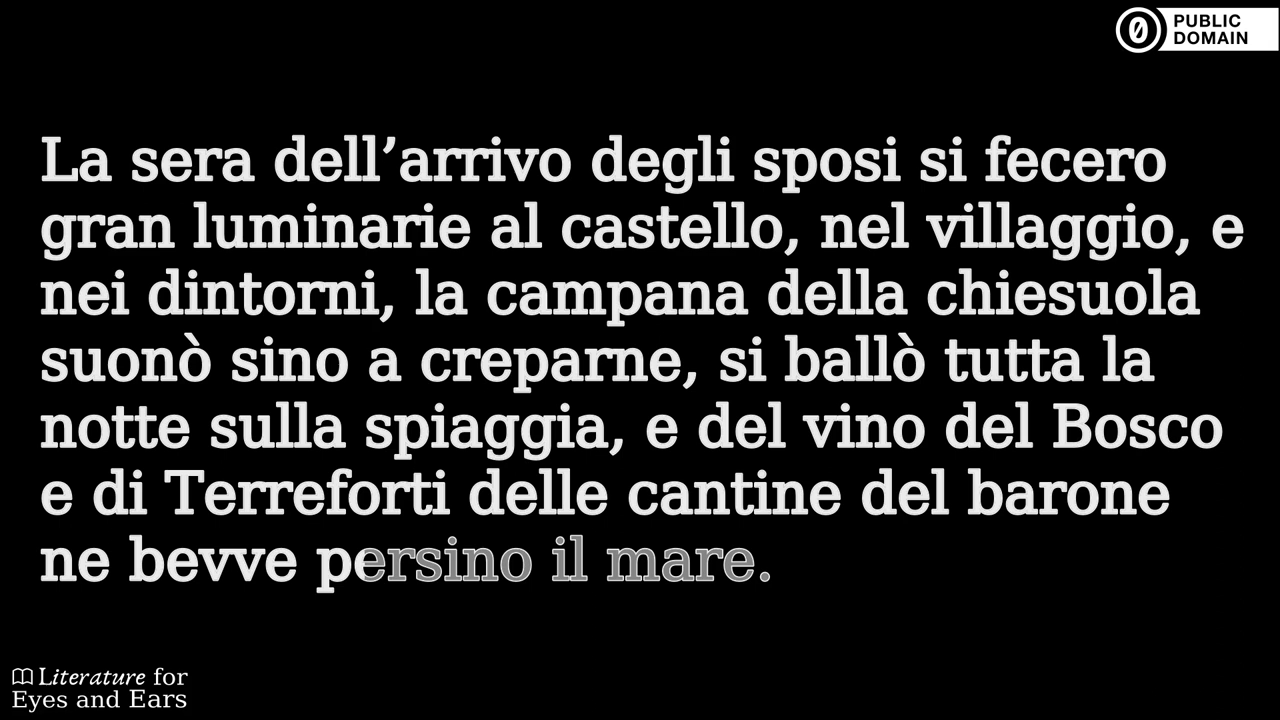 PUBLIC
DOMAIN
La sera dell’arrivo degli sposi si fecero
gran luminarie al castello, nel villaggio, e
nei dintorni, la campana della chiesuola
suonò sino a creparne, si ballò tutta la
notte sulla spiaggia, e del vino del Bosco
e di Terreforti delle cantine del barone
ne bevve persino il mare.
Literature for
Eyes and Ears